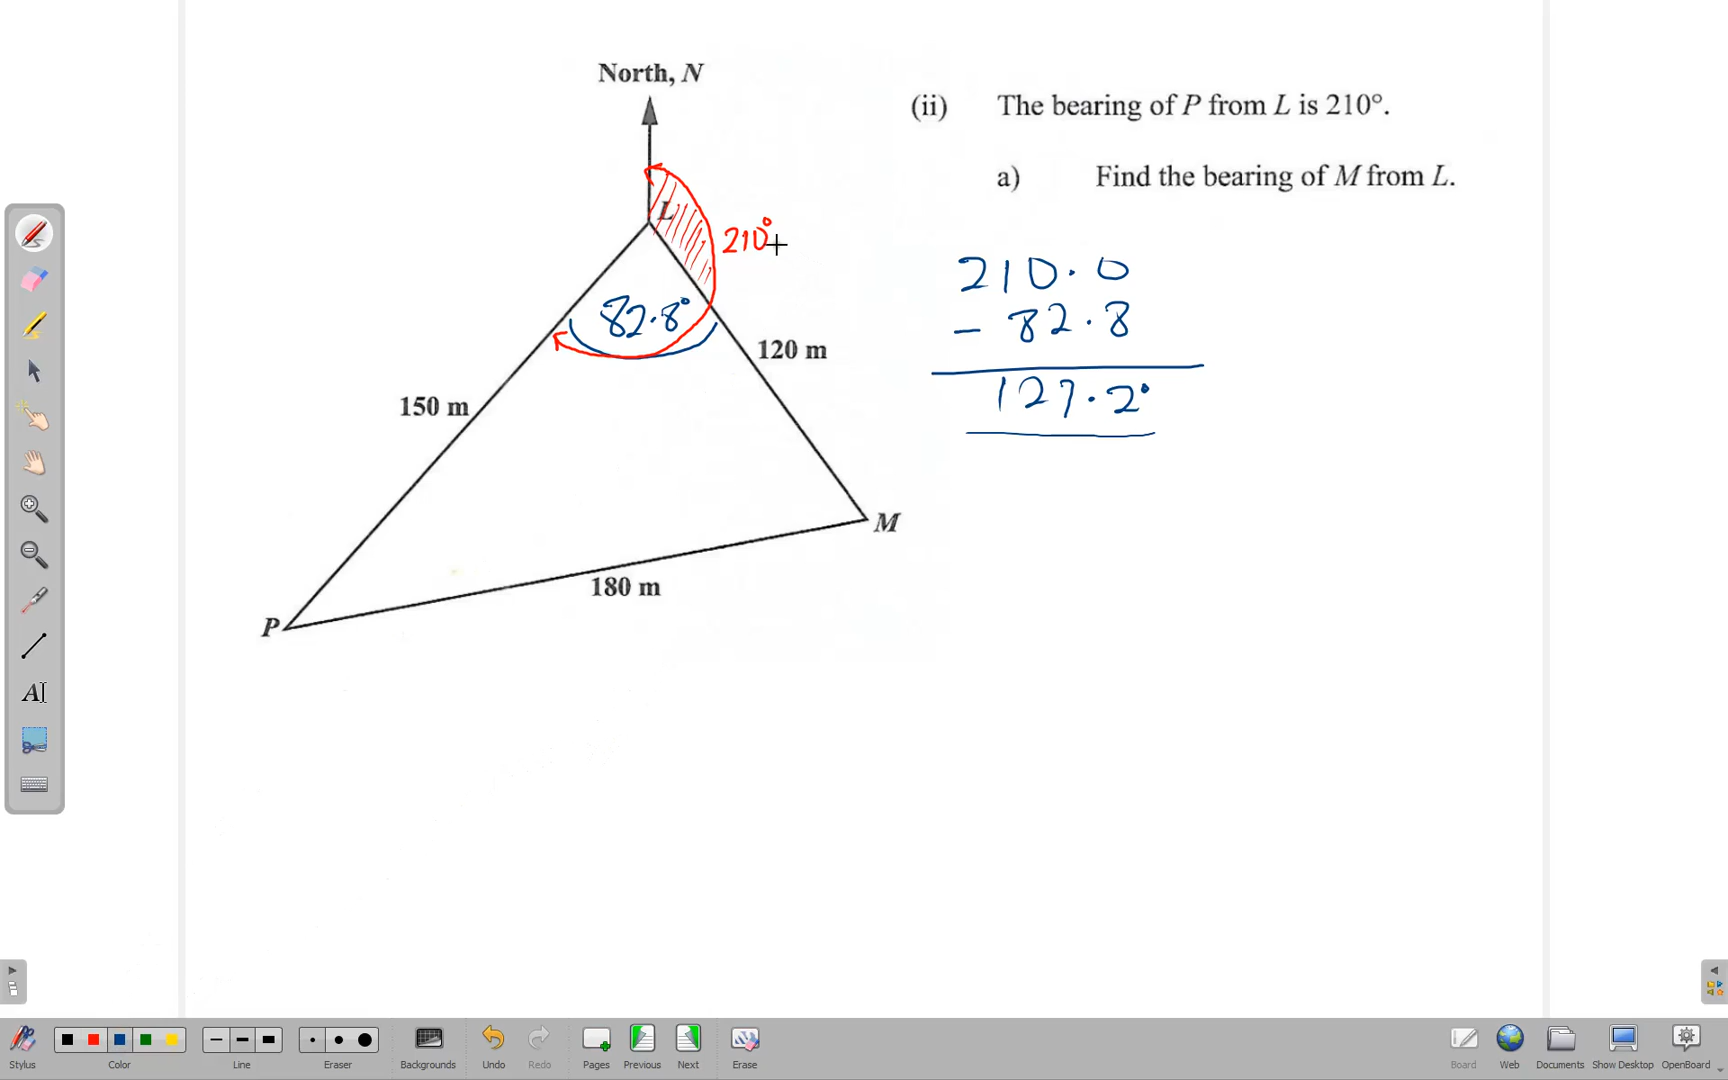 North, N
(ii) The bearing of P from L is 210°.
a) Find the bearing of M from L.
L
210°
210.0
- 82.8
127.2°
82.8°
120 m
150 m
M
180 m
P
A
Stylus
Color
Line
Eraser
Backgrounds
Undo
Redo
Pages
Previous
Next
Erase
Board
Web
Documents
Show Desktop
OpenBoard